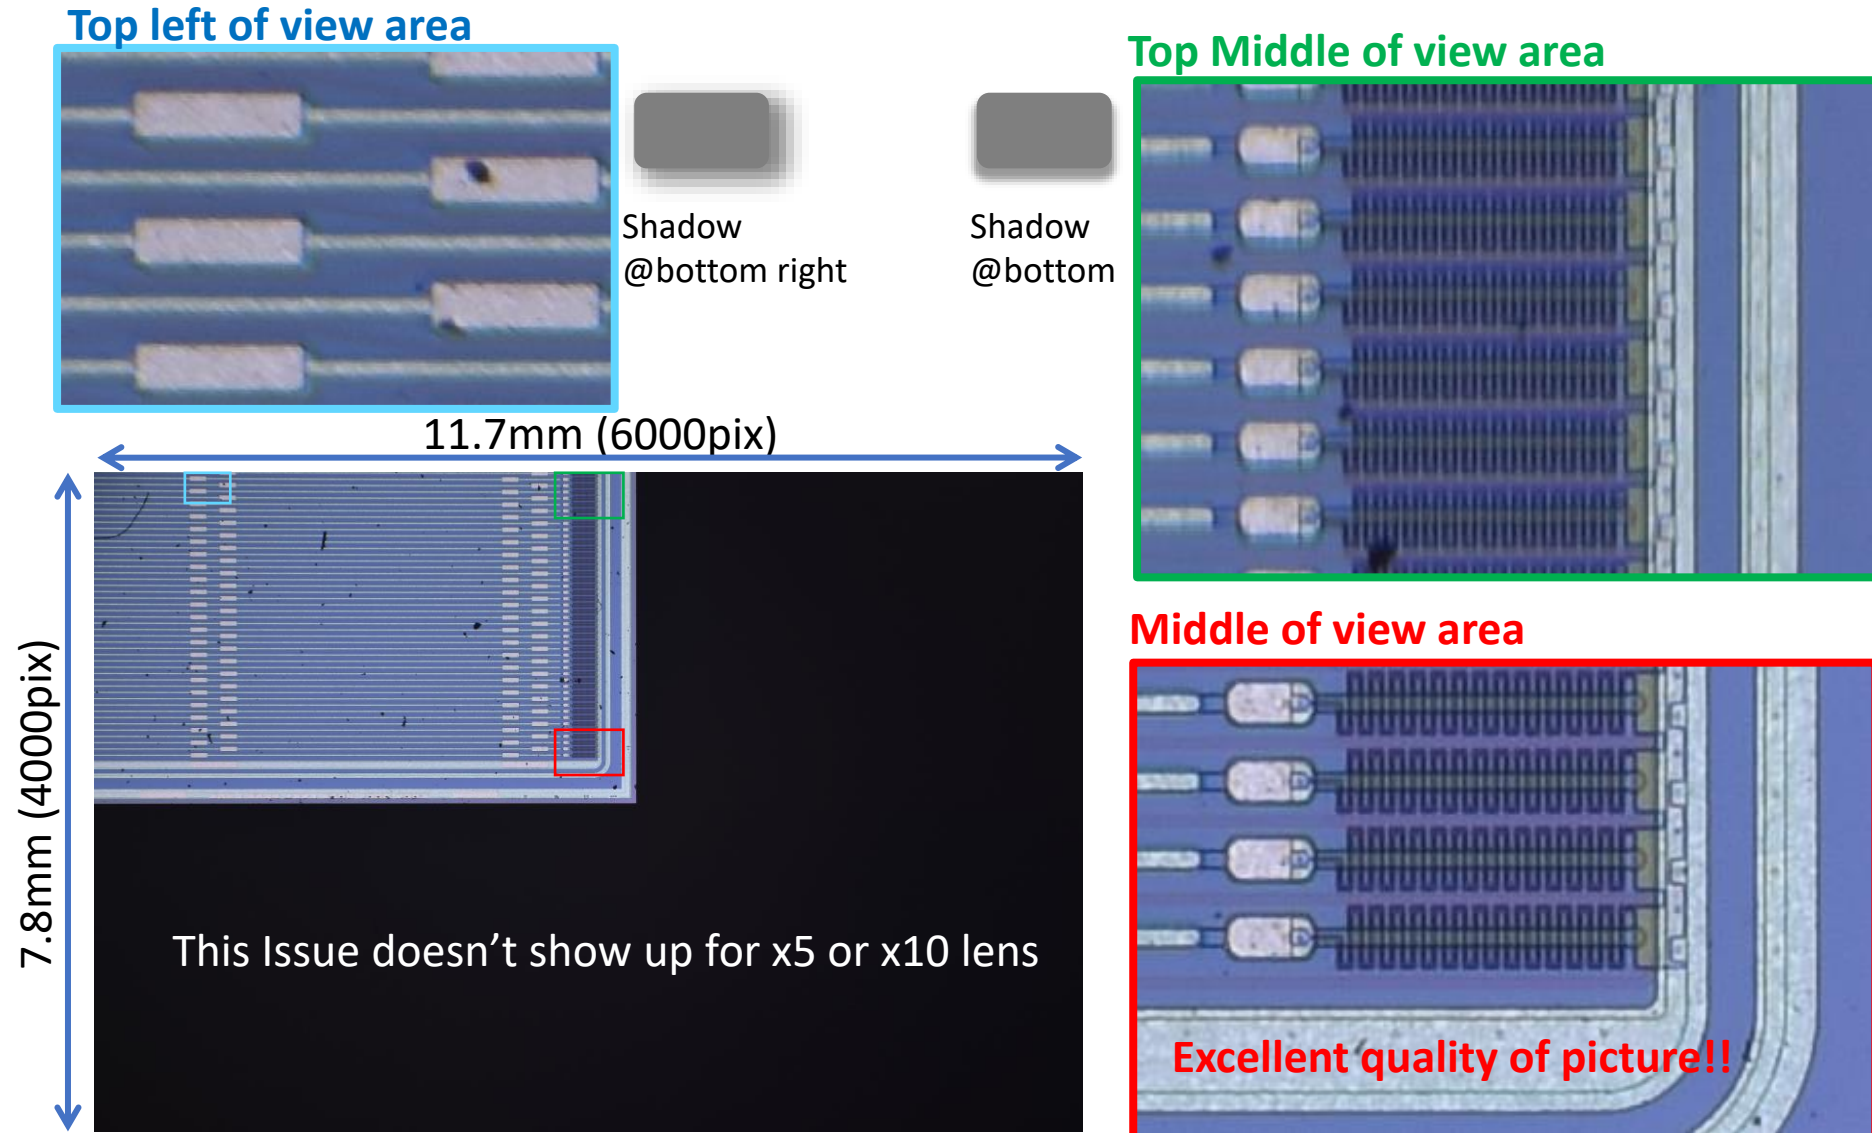 Top left of view area
Shadow
@bottom right
Shadow
@bottom
Top Middle of view area
11.7mm (6000pix)
7.8mm (4000pix)
This Issue doesn’t show up for x5 or x10 lens
Middle of view area
Excellent quality of picture!!